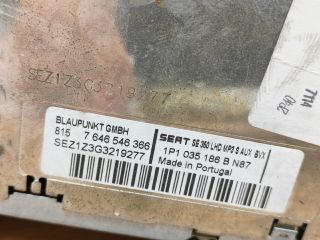 SEZ1Z3G3219277
BLAUPUNKT GMBH
815 7 646 546 366
SEZ1Z3G3219277
SEAT SE 360 LHD MP3 S AUX BVX
1P1 035 186 B N87
Made in Portugal